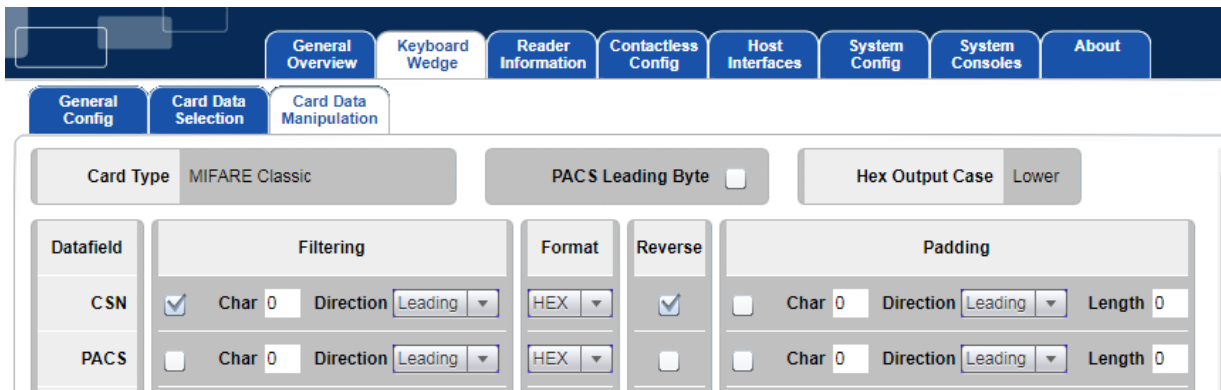 General Overview
Keyboard Wedge
Reader Information
Contactless Config
Host Interfaces
System Config
System Consoles
About
General Config
Card Data Selection
Card Data Manipulation
Card Type MIFARE Classic
PACS Leading Byte
Hex Output Case Lower
Datafield Filtering Format Reverse Padding
CSN Char 0 Direction Leading HEX Char 0 Direction Leading Length 0
PACS Char 0 Direction Leading HEX Char 0 Direction Leading Length 0